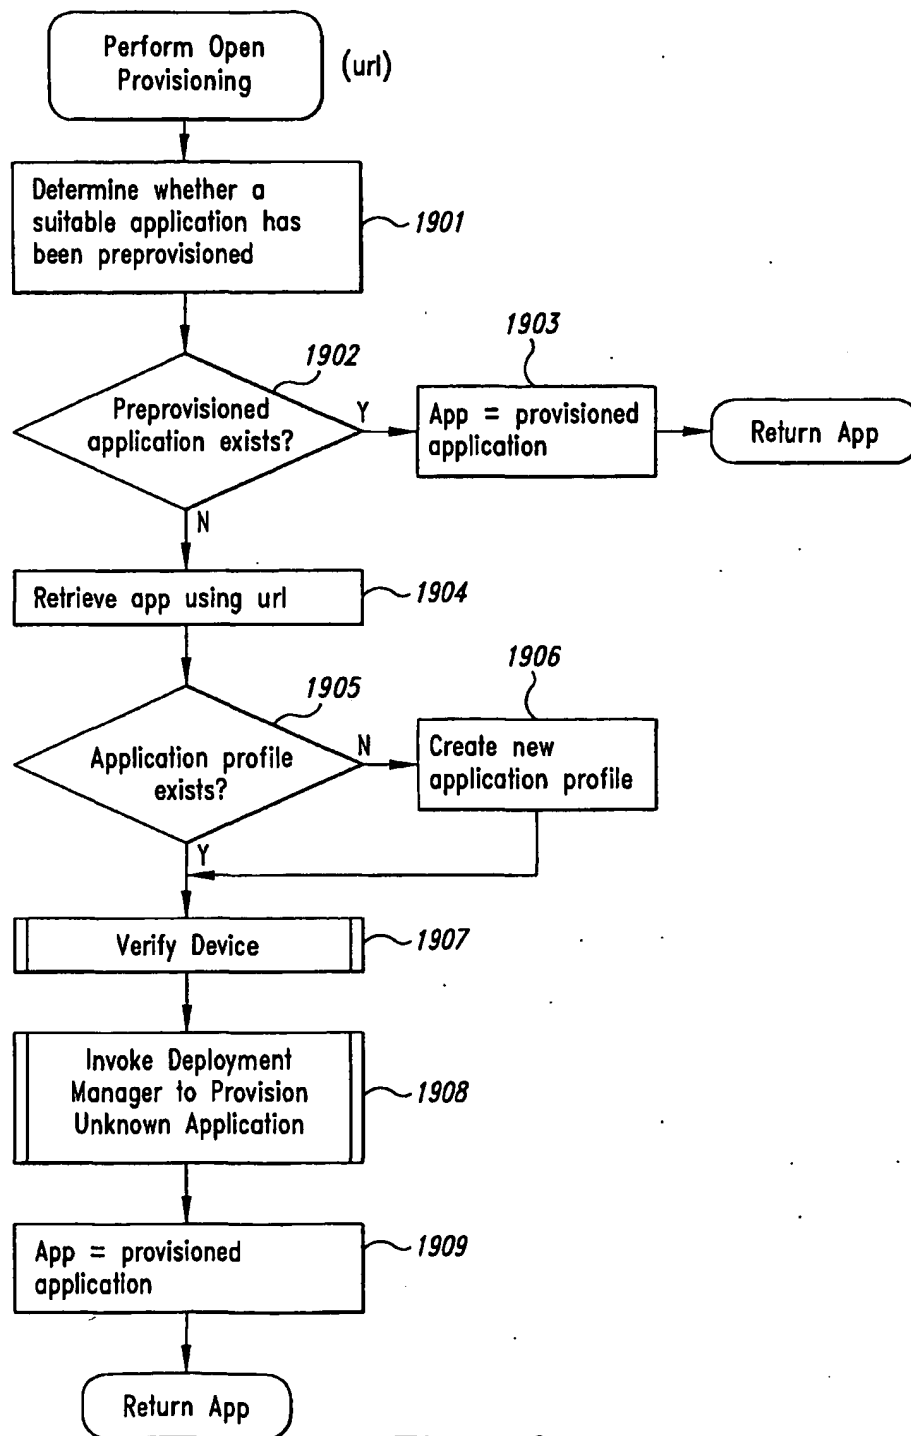 Perform Open
Provisioning
(url)
Determine whether a
suitable application has
been preprovisioned
1901
1902
Preprovisioned
application exists?
Y
N
1903
App = provisioned
application
Return App
Retrieve app using url
1904
1905
Application profile
exists?
N
Y
1906
Create new
application profile
Verify Device
1907
Invoke Deployment
Manager to Provision
Unknown Application
1908
App = provisioned
application
1909
Return App